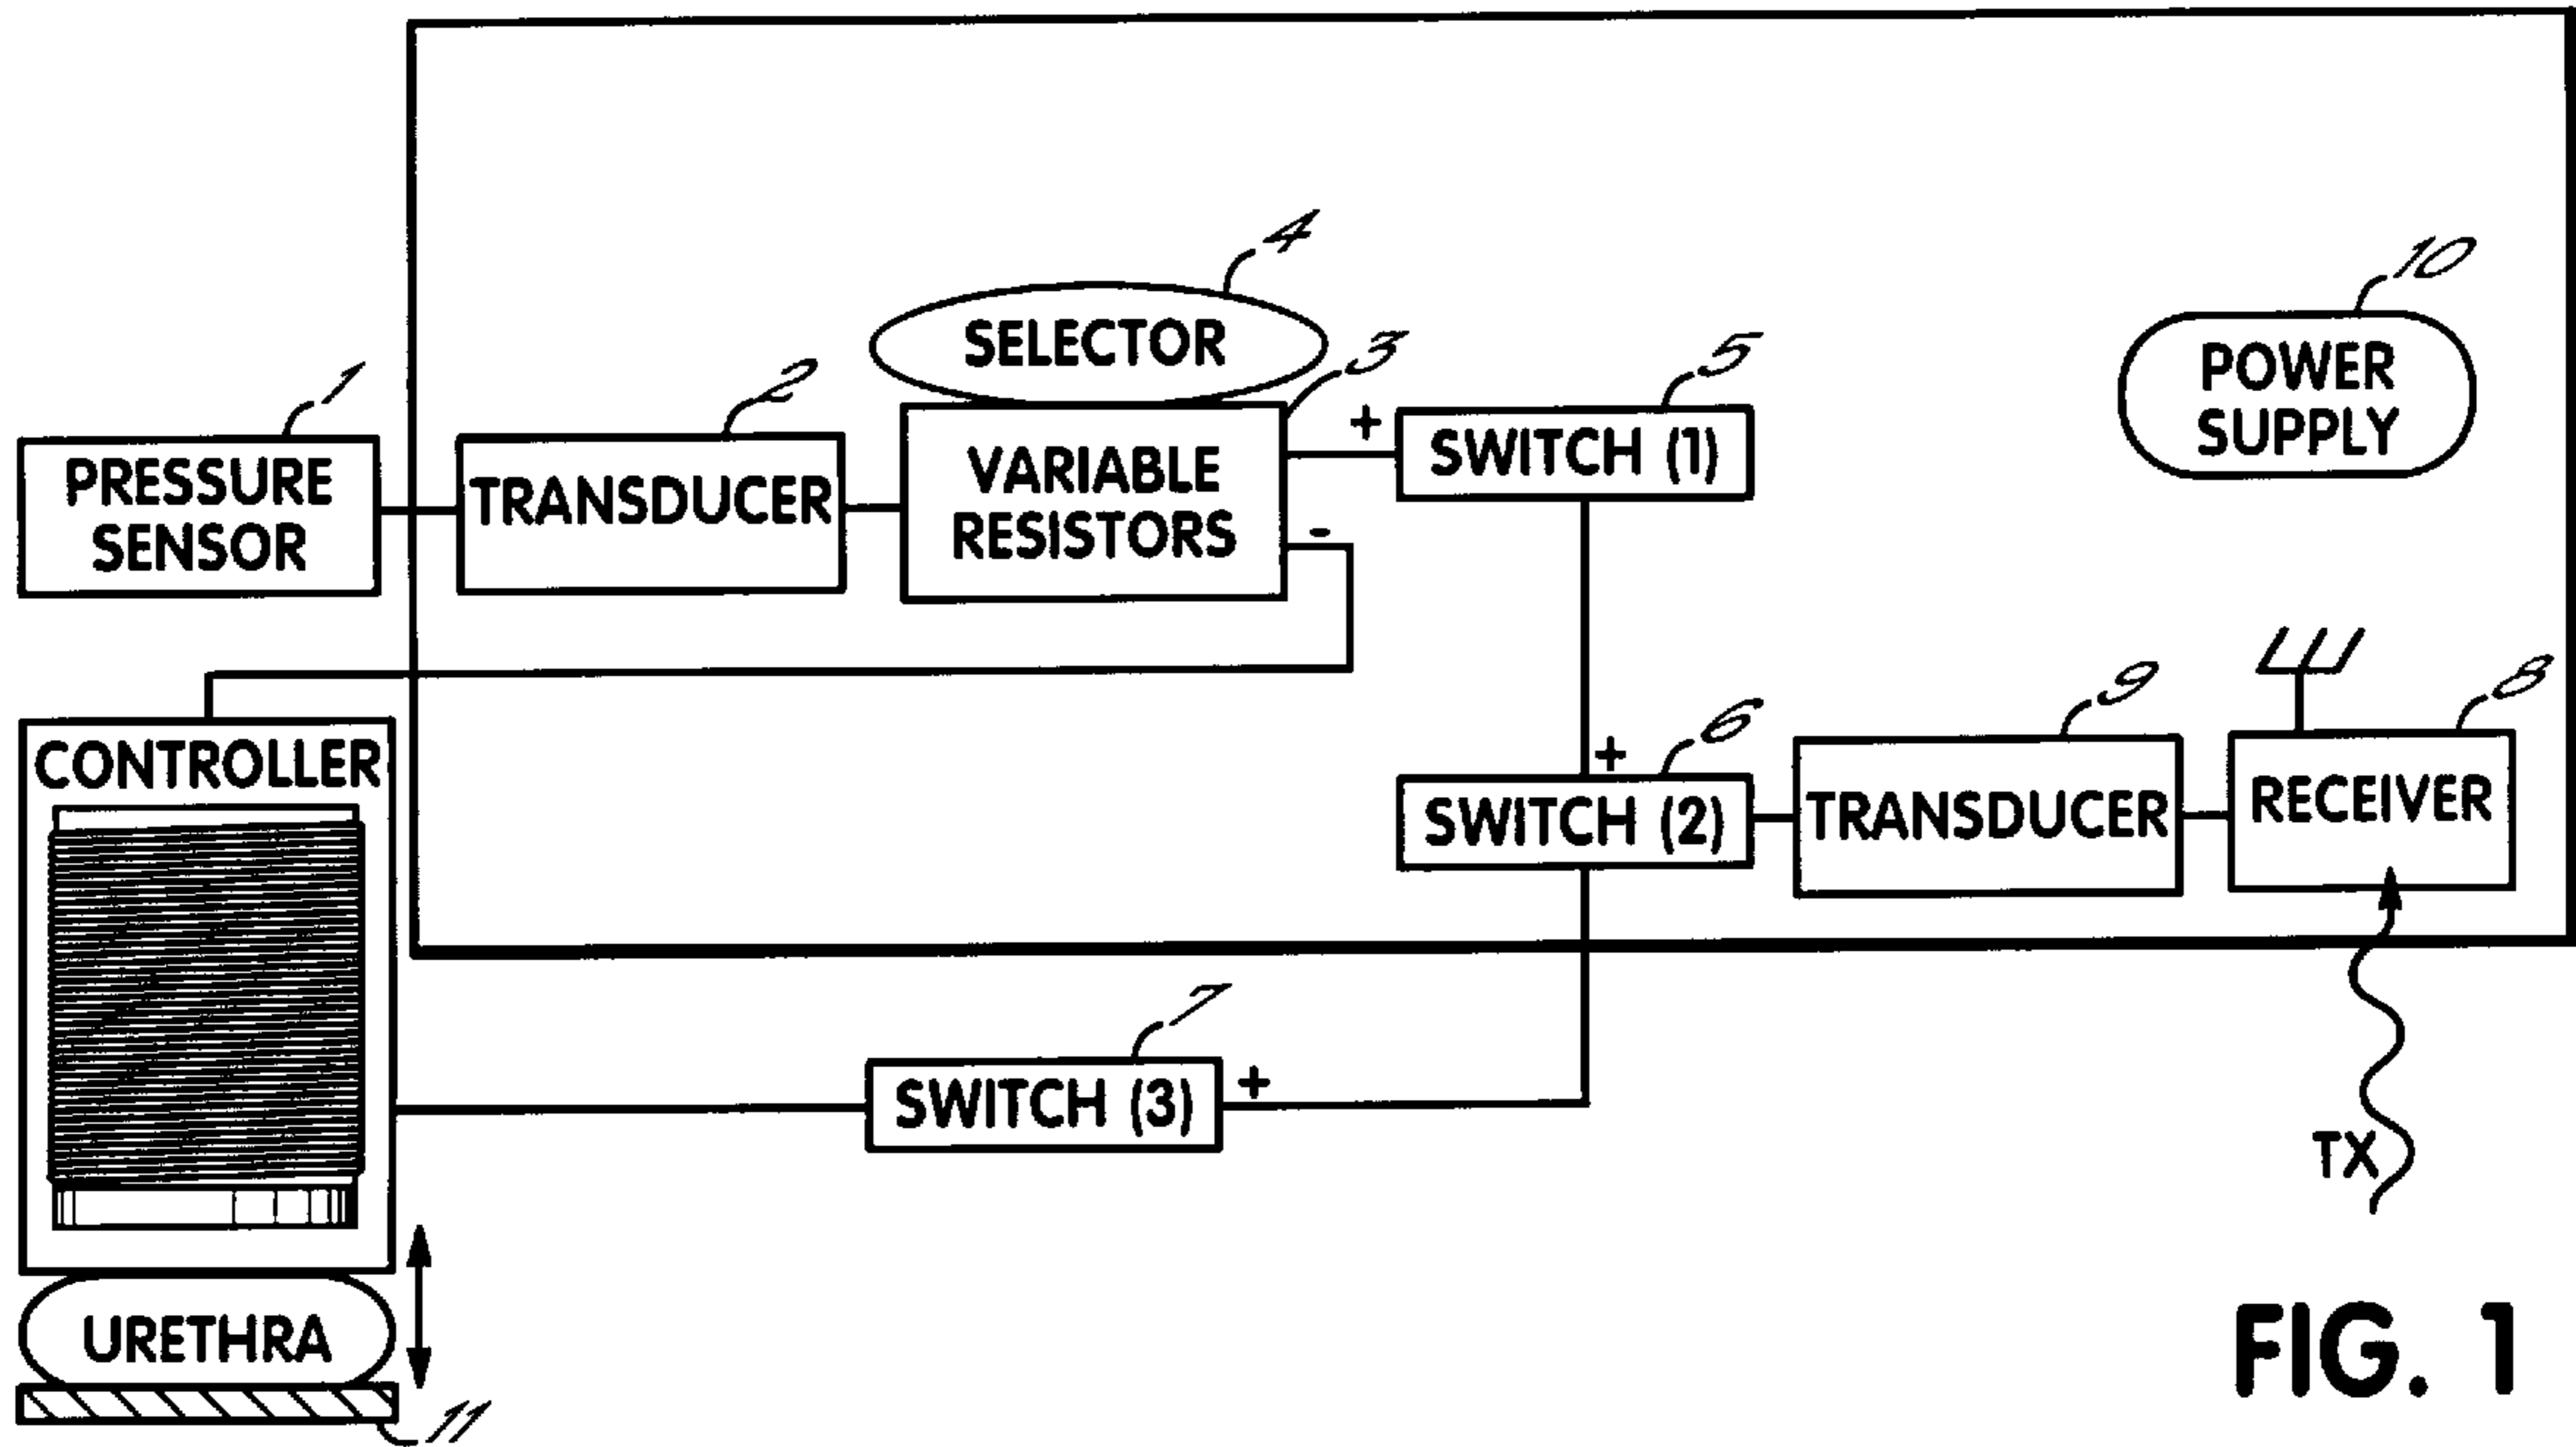 4
SELECTOR
10
POWER
SUPPLY
1
PRESSURE
SENSOR
2
TRANSDUCER
3
VARIABLE
RESISTORS
+
-
5
SWITCH (1)
CONTROLLER
+
6
SWITCH (2)
9
TRANSDUCER
8
RECEIVER
7
SWITCH (3)
+
TX
URETHRA
11
FIG. 1